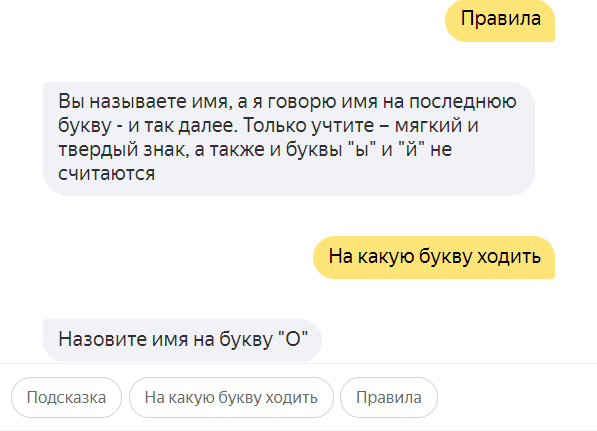 Правила
Вы называете имя, а я говорю имя на последнюю
букву - и так далее. Только учтите – мягкий и
твердый знак, а также и буквы "ы" и "й" не
считаются
На какую букву ходить
Назовите имя на букву "О"
Подсказка
На какую букву ходить
Правила